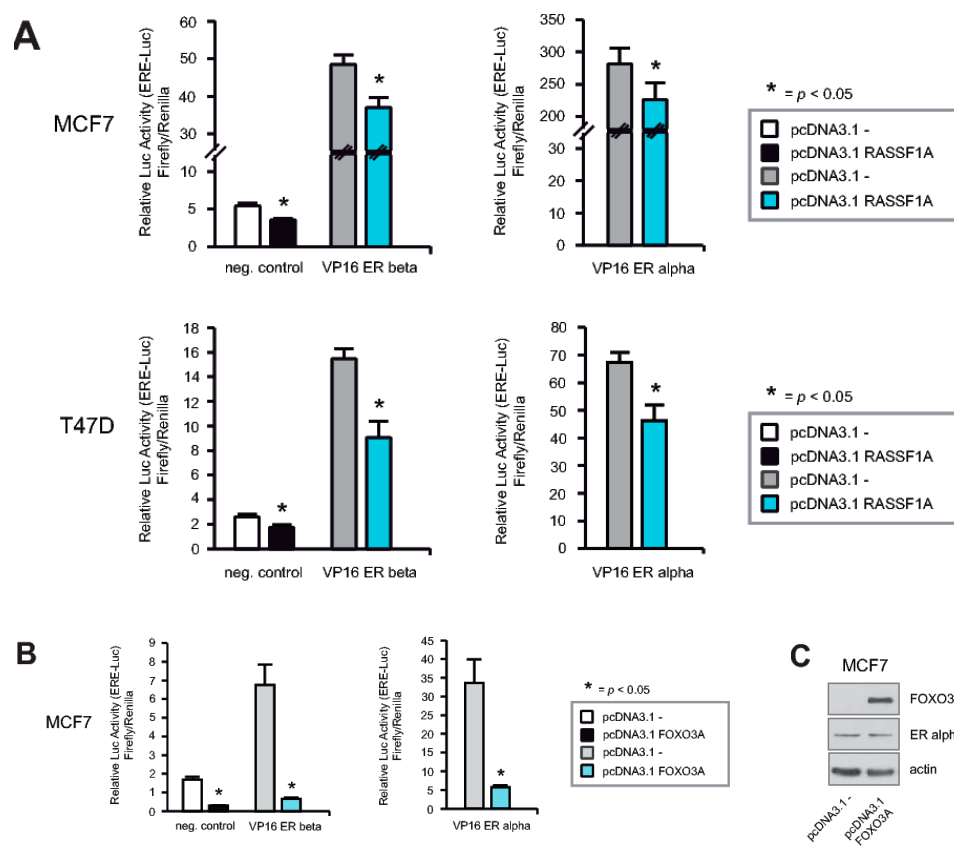 A
MCF7
Relative Luc Activity (ERE-Luc)
Firefly/Renilla
60
50
40
30
10
5
0
*
*
neg. control
VP16 ER beta
Relative Luc Activity (ERE-Luc)
Firefly/Renilla
350
300
250
200
30
20
10
0
*
VP16 ER alpha
* = p < 0.05
pcDNA3.1 -
pcDNA3.1 RASSF1A
pcDNA3.1 -
pcDNA3.1 RASSF1A
T47D
Relative Luc Activity (ERE-Luc)
Firefly/Renilla
18
16
14
12
10
8
6
4
2
0
*
*
neg. control
VP16 ER beta
Relative Luc Activity (ERE-Luc)
Firefly/Renilla
80
70
60
50
40
30
20
10
0
*
VP16 ER alpha
* = p < 0.05
pcDNA3.1 -
pcDNA3.1 RASSF1A
pcDNA3.1 -
pcDNA3.1 RASSF1A
B
MCF7
Relative Luc Activity (ERE-Luc)
Firefly/Renilla
9
8
7
6
5
4
3
2
1
0
*
*
neg. control
VP16 ER beta
Relative Luc Activity (ERE-Luc)
Firefly/Renilla
45
40
35
30
25
20
15
10
5
0
*
VP16 ER alpha
* = p < 0.05
pcDNA3.1 -
pcDNA3.1 FOXO3A
pcDNA3.1 -
pcDNA3.1 FOXO3A
C
MCF7
FOXO3
ER alph
actin
pcDNA3.1 -
pcDNA3.1
FOXO3A